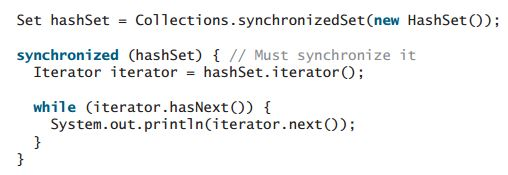 Set hashSet = Collections.synchronizedSet(new HashSet());
synchronized (hashSet) { // Must synchronize it
  Iterator iterator = hashSet.iterator();
  while (iterator.hasNext()) {
    System.out.println(iterator.next());
  }
}